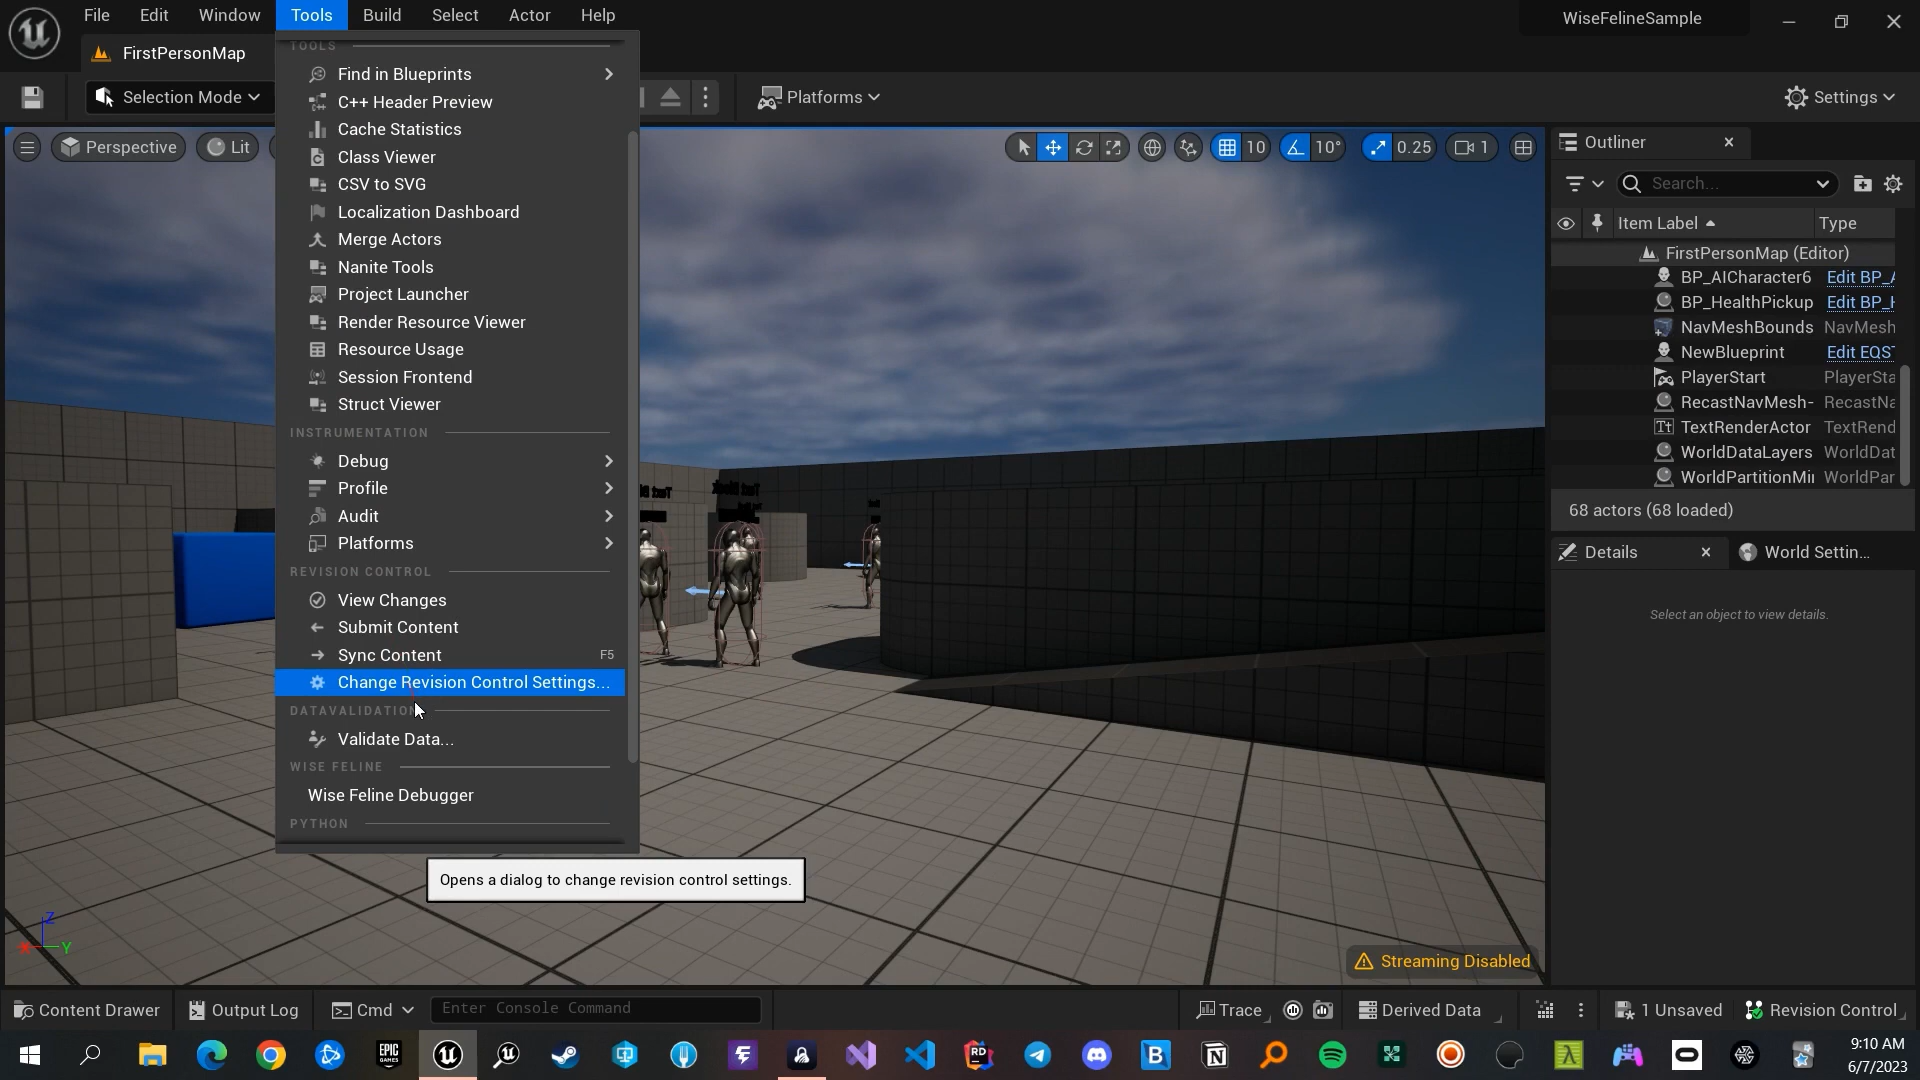 File Edit Window Tools Build Select Actor Help
WiseFelineSample
FirstPersonMap
Selection Mode
Platforms
Settings
TOOLS
Find in Blueprints
C++ Header Preview
Cache Statistics
Class Viewer
CSV to SVG
Localization Dashboard
Merge Actors
Nanite Tools
Project Launcher
Render Resource Viewer
Resource Usage
Session Frontend
Struct Viewer
INSTRUMENTATION
Debug
Profile
Audit
Platforms
REVISION CONTROL
View Changes
Submit Content
Sync Content F5
Change Revision Control Settings...
DATAVALIDATION
Validate Data...
WISE FELINE
Wise Feline Debugger
PYTHON
Opens a dialog to change revision control settings.
Perspective
Lit
10 10° 0.25 1
Z
X Y
Streaming Disabled
Outliner
Search...
Item Label Type
FirstPersonMap (Editor)
BP_AICharacter6 Edit BP_A
BP_HealthPickup Edit BP_H
NavMeshBounds NavMesh
NewBlueprint Edit EQST
PlayerStart PlayerSta
RecastNavMesh- RecastNa
TextRenderActor TextRend
WorldDataLayers WorldDat
WorldPartitionMi WorldPar
68 actors (68 loaded)
Details World Settin...
Select an object to view details.
Content Drawer Output Log Cmd Enter Console Command Trace Derived Data 1 Unsaved Revision Control
EPIC GAMES
RD
9:10 AM
6/7/2023